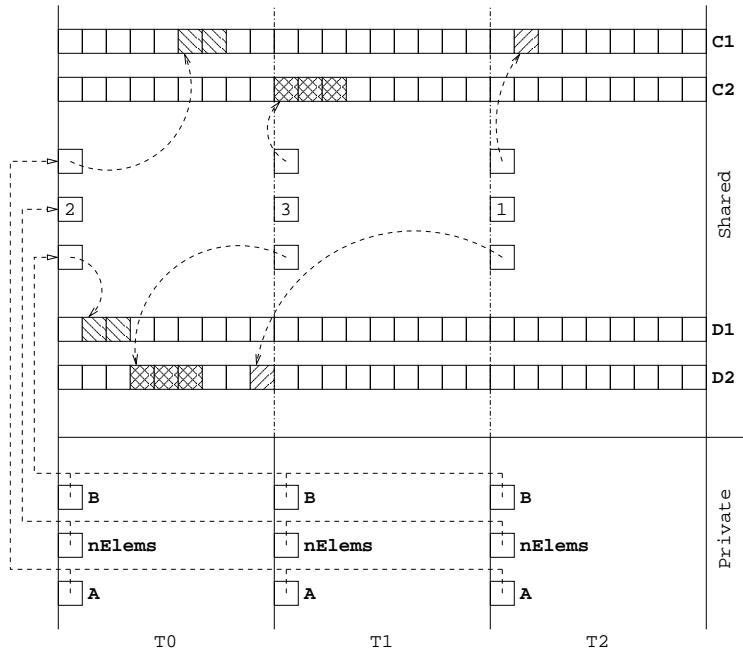 C1
C2
2 3 1
Shared
D1
D2
B B B
nElems nElems nElems
A A A
Private
T0 T1 T2